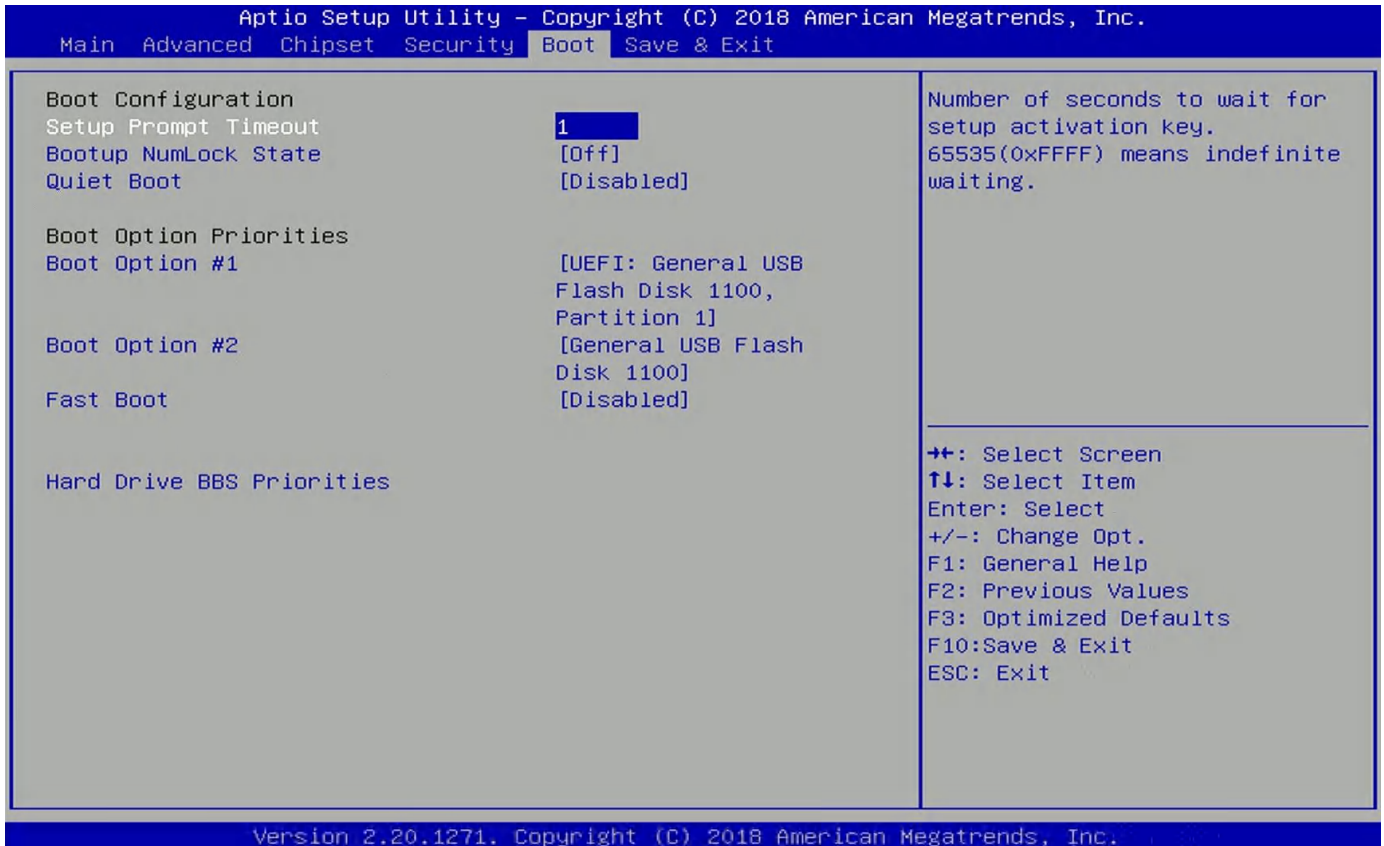 Aptio Setup Utility – Copyright (C) 2018 American Megatrends, Inc.
Main Advanced Chipset Security Boot Save & Exit
Boot Configuration
Setup Prompt Timeout 1
Bootup NumLock State [Off]
Quiet Boot [Disabled]
Boot Option Priorities
Boot Option #1 [UEFI: General USB
Flash Disk 1100,
Partition 1]
Boot Option #2 [General USB Flash
Disk 1100]
Fast Boot [Disabled]
Hard Drive BBS Priorities
Number of seconds to wait for
setup activation key.
65535(0xFFFF) means indefinite
waiting.
→←: Select Screen
↑↓: Select Item
Enter: Select
+/-: Change Opt.
F1: General Help
F2: Previous Values
F3: Optimized Defaults
F10:Save & Exit
ESC: Exit
Version 2.20.1271. Copyright (C) 2018 American Megatrends, Inc.